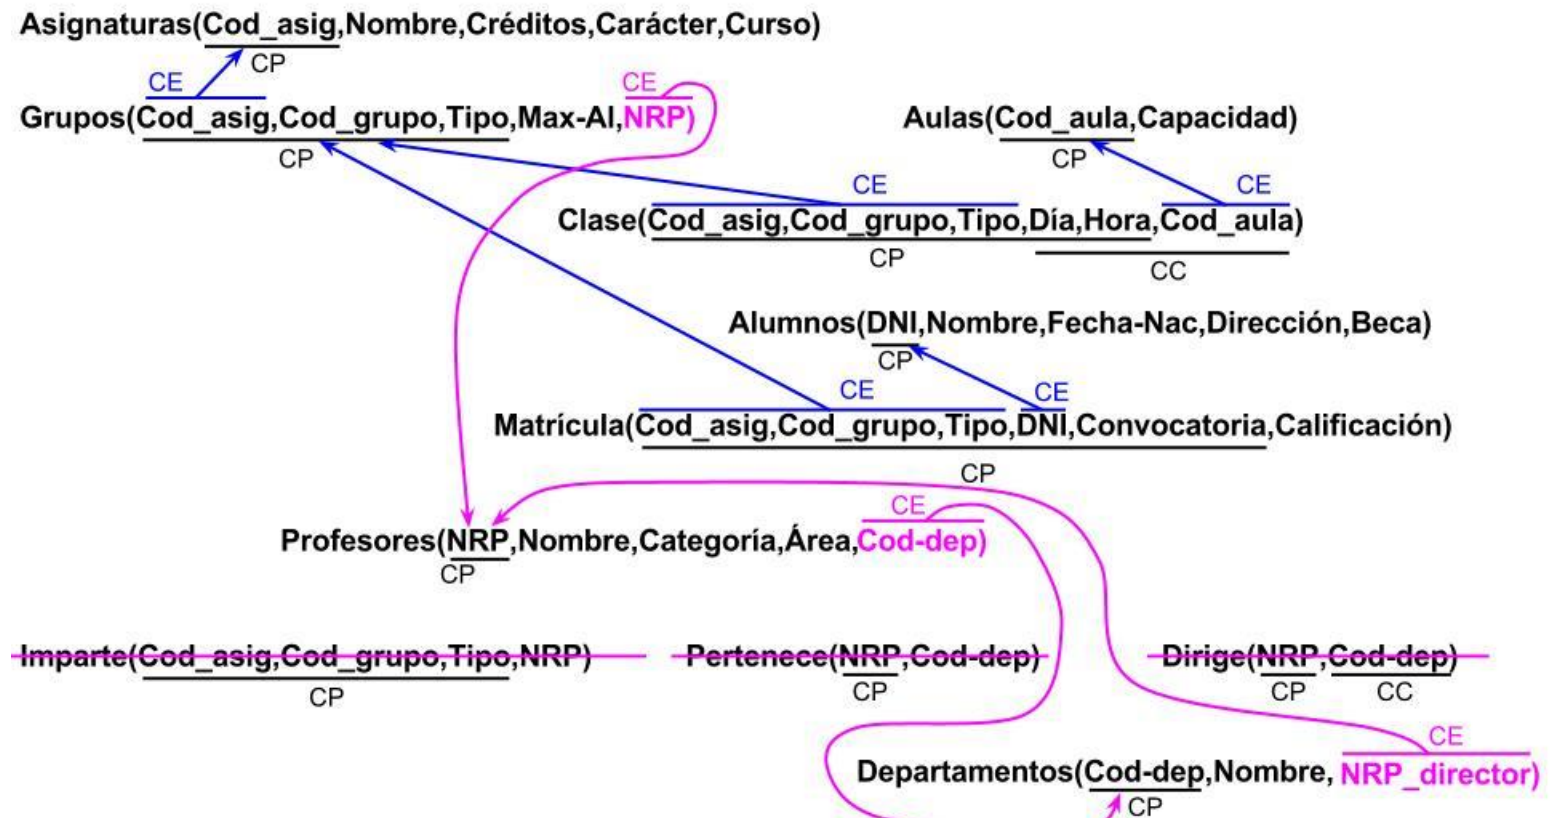 Asignaturas(Cod_asig,Nombre,Créditos,Carácter,Curso)
CP
CE
CE
Grupos(Cod_asig,Cod_grupo,Tipo,Max-Al,NRP)
CP
Aulas(Cod_aula,Capacidad)
CP
CE
CE
Clase(Cod_asig,Cod_grupo,Tipo,Día,Hora,Cod_aula)
CP
CC
Alumnos(DNI,Nombre,Fecha-Nac,Dirección,Beca)
CP
CE
CE
Matrícula(Cod_asig,Cod_grupo,Tipo,DNI,Convocatoria,Calificación)
CP
CE
Profesores(NRP,Nombre,Categoría,Área,Cod-dep)
CP
Imparte(Cod_asig,Cod_grupo,Tipo,NRP)
CP
Pertenece(NRP,Cod-dep)
CP
Dirige(NRP,Cod-dep)
CP
CC
CE
Departamentos(Cod-dep,Nombre, NRP_director)
CP